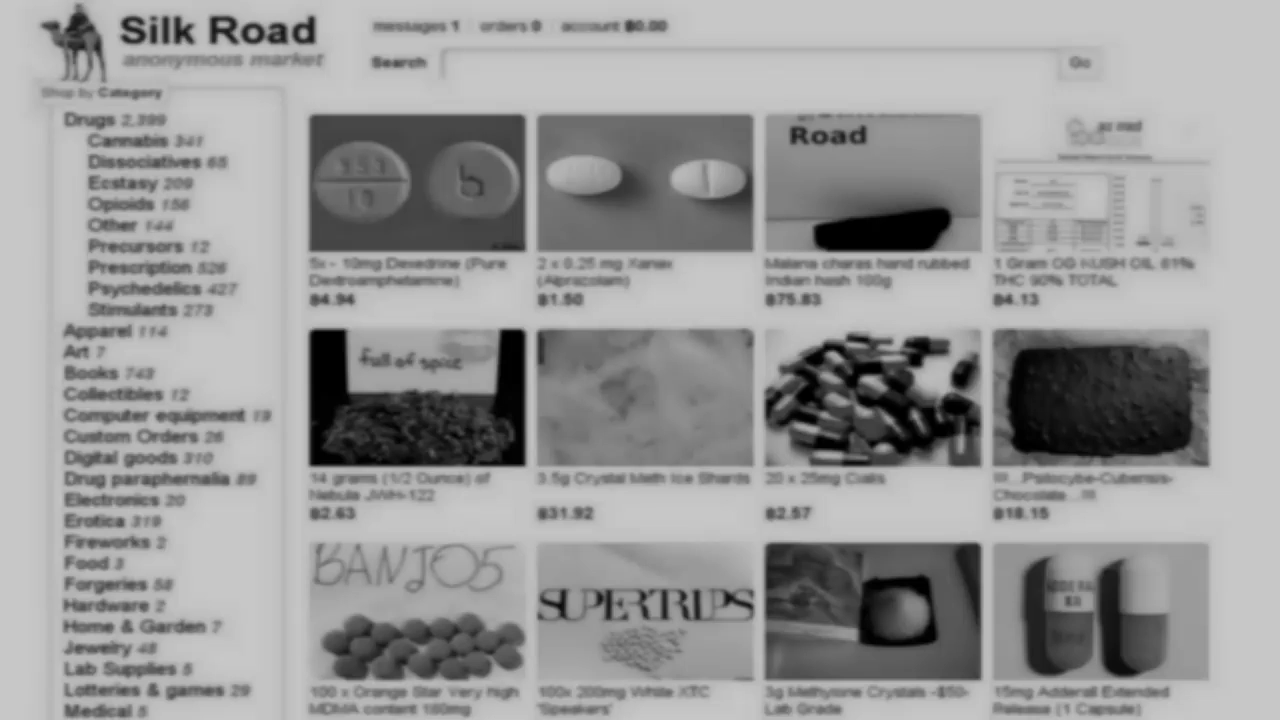 Silk Road
anonymous market
messages 1 orders 0 account ฿0.00
Search
Go
Shop by Category
Drugs 2,399
Cannabis 341
Dissociatives 65
Ecstasy 209
Opioids 156
Other 144
Precursors 12
Prescription 526
Psychedelics 427
Stimulants 273
Apparel 114
Art 7
Books 743
Collectibles 12
Computer equipment 19
Custom Orders 26
Digital goods 310
Drug paraphernalia 89
Electronics 20
Erotica 319
Fireworks 2
Food 3
Forgeries 58
Hardware 2
Home & Garden 7
Jewelry 48
Lab Supplies 5
Lotteries & games 29
Medical 5
b
Road
5x - 10mg Dexedrine (Pure
Dextroamphetamine)
฿4.94
2 x 0.25 mg Xanax
(Alprazolam)
฿1.50
Malana charas hand rubbed
Indian hash 100g
฿75.83
1 Gram OG KUSH OIL 81%
THC 90% TOTAL
฿4.13
full of spice
14 grams (1/2 Ounce) of
Nebula JWH-122
฿2.63
3.5g Crystal Meth Ice Shards
฿31.92
20 x 25mg Cialis
฿2.57
!!!...Psilocybe-Cubensis-
Chocolate...!!!
฿18.15
BANJO5
100 x Orange Star Very high
MDMA content 180mg
SUPERTRIPS
100x 200mg White XTC
'Speakers'
3g Methylone Crystals -$50-
Lab Grade
15mg Adderall Extended
Release (1 Capsule)